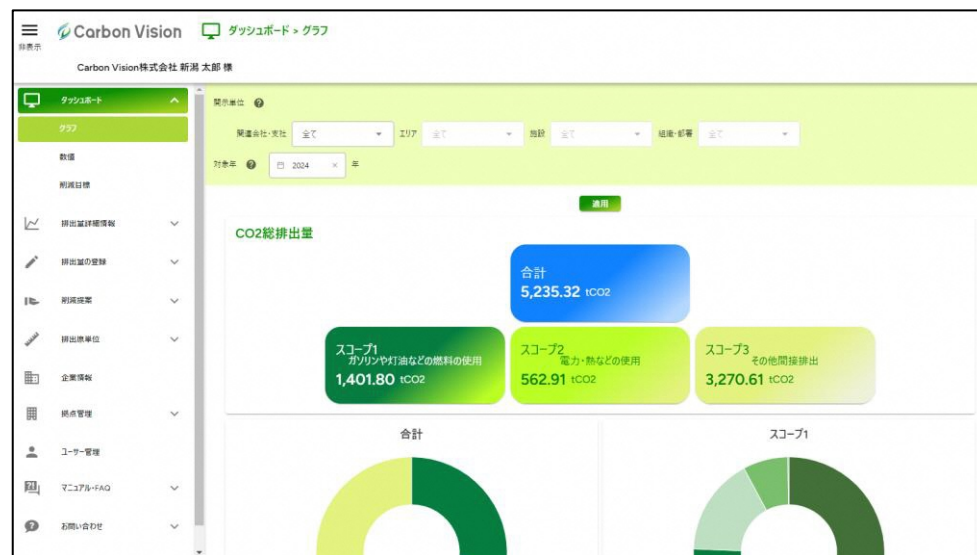 Carbon Vision
ダッシュボード > グラフ
非表示
Carbon Vision株式会社 新潟 太郎 様
ダッシュボード
グラフ
数値
削減目標
排出量詳細情報
排出量の登録
削減提案
排出原単位
企業情報
拠点管理
ユーザー管理
マニュアル・FAQ
お問い合わせ
開示単位
関連会社・支社 全て エリア 全て 施設 全て 組織・部署 全て
対象年 2024 × 年
適用
CO2総排出量
合計
5,235.32 tCO2
スコープ1
ガソリンや灯油などの燃料の使用
1,401.80 tCO2
スコープ2
電力・熱などの使用
562.91 tCO2
スコープ3
その他間接排出
3,270.61 tCO2
合計
スコープ1